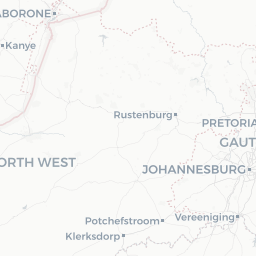 ABORONE
Kanye
Rustenburg
PRETORIA
GAUT
ORTH WEST
JOHANNESBURG
Potchefstroom
Vereeniging
Klerksdorp